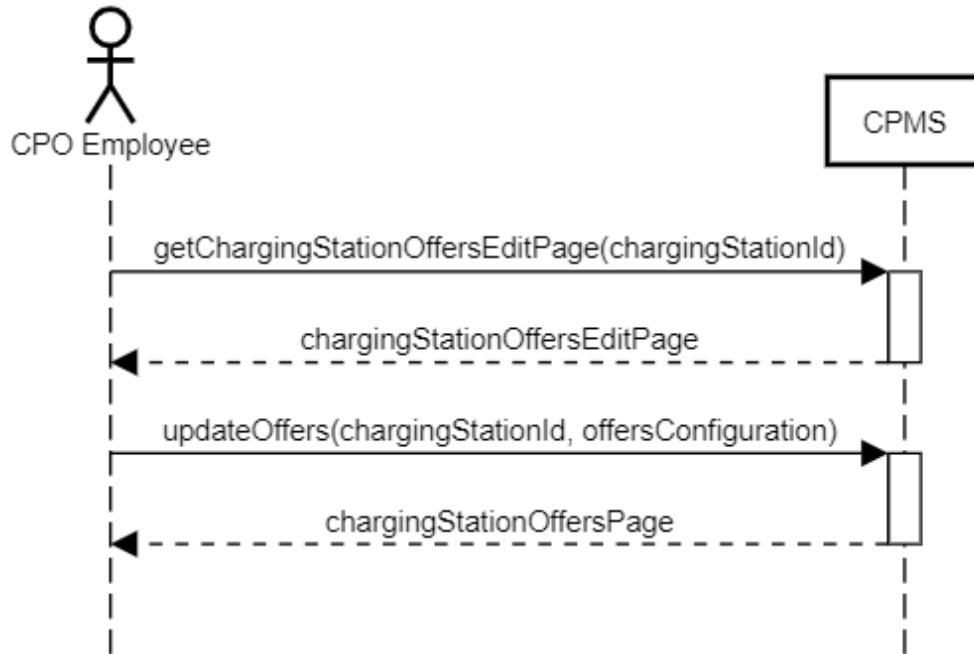 CPO Employee
CPMS
getChargingStationOffersEditPage(chargingStationId)
chargingStationOffersEditPage
updateOffers(chargingStationId, offersConfiguration)
chargingStationOffersPage